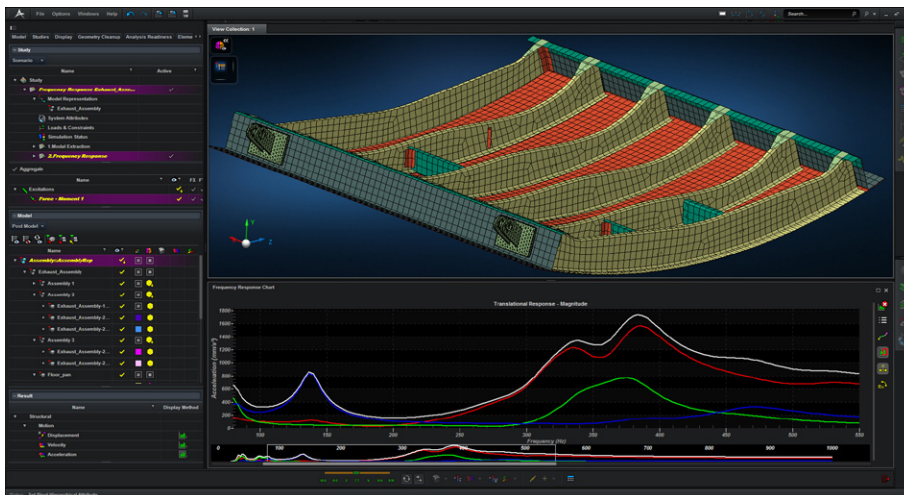 File Options Windows Help
Search...
Model Studies Display Geometry Cleanup Analysis Readiness Eleme
View Collection: 1
Study
Scenario
Name Active
Study
Frequency Response Exhaust_Asse...
Model Representation
Exhaust_Assembly
System Attributes
Loads & Constraints
Simulation Status
1.Model Extraction
2.Frequency Response
Aggregate
Name
Excitations
Force - Moment 1
Model
Post Model
Name
Exhaust_Assembly
Assembly 1
Assembly 3
Exhaust_Assembly-1...
Exhaust_Assembly-2...
Exhaust_Assembly-2...
Assembly 3
Exhaust_Assembly-2...
Exhaust_Assembly-2...
Floor_pan
Result
Name Display Method
Structural
Motion
Displacement
Velocity
Acceleration
Y
Z
Frequency Response Chart
Translational Response - Magnitude
Acceleration [mm/s²]
1800
1600
1400
1200
1000
800
600
400
200
0
100 150 200 250 300 350 400 450 500 550
Frequency (Hz)
0 100 200 300 400 500 600 700 800 900 1000